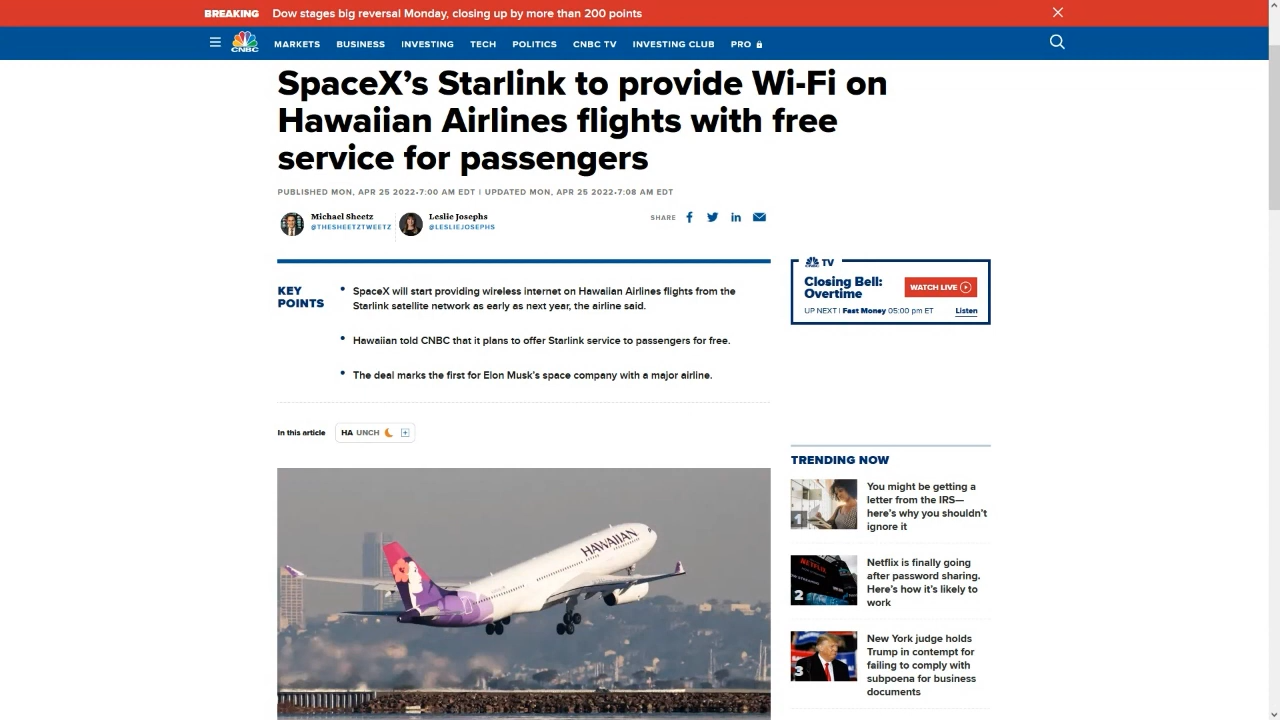 BREAKING Dow stages big reversal Monday, closing up by more than 200 points
CNBC MARKETS BUSINESS INVESTING TECH POLITICS CNBC TV INVESTING CLUB PRO
SpaceX’s Starlink to provide Wi-Fi on
Hawaiian Airlines flights with free
service for passengers
PUBLISHED MON, APR 25 2022•7:00 AM EDT | UPDATED MON, APR 25 2022•7:08 AM EDT
Michael Sheetz
@THESHEETZTWEETZ
Leslie Josephs
@LESLIEJOSEPHS
SHARE
KEY
POINTS
SpaceX will start providing wireless internet on Hawaiian Airlines flights from the
Starlink satellite network as early as next year, the airline said.
Hawaiian told CNBC that it plans to offer Starlink service to passengers for free.
The deal marks the first for Elon Musk’s space company with a major airline.
In this article
HA UNCH
HAWAIIAN
TV
Closing Bell:
Overtime
WATCH LIVE
UP NEXT | Fast Money 05:00 pm ET
Listen
TRENDING NOW
1
You might be getting a
letter from the IRS—
here’s why you shouldn’t
ignore it
NETFLIX
2
Netflix is finally going
after password sharing.
Here’s how it’s likely to
work
3
New York judge holds
Trump in contempt for
failing to comply with
subpoena for business
documents